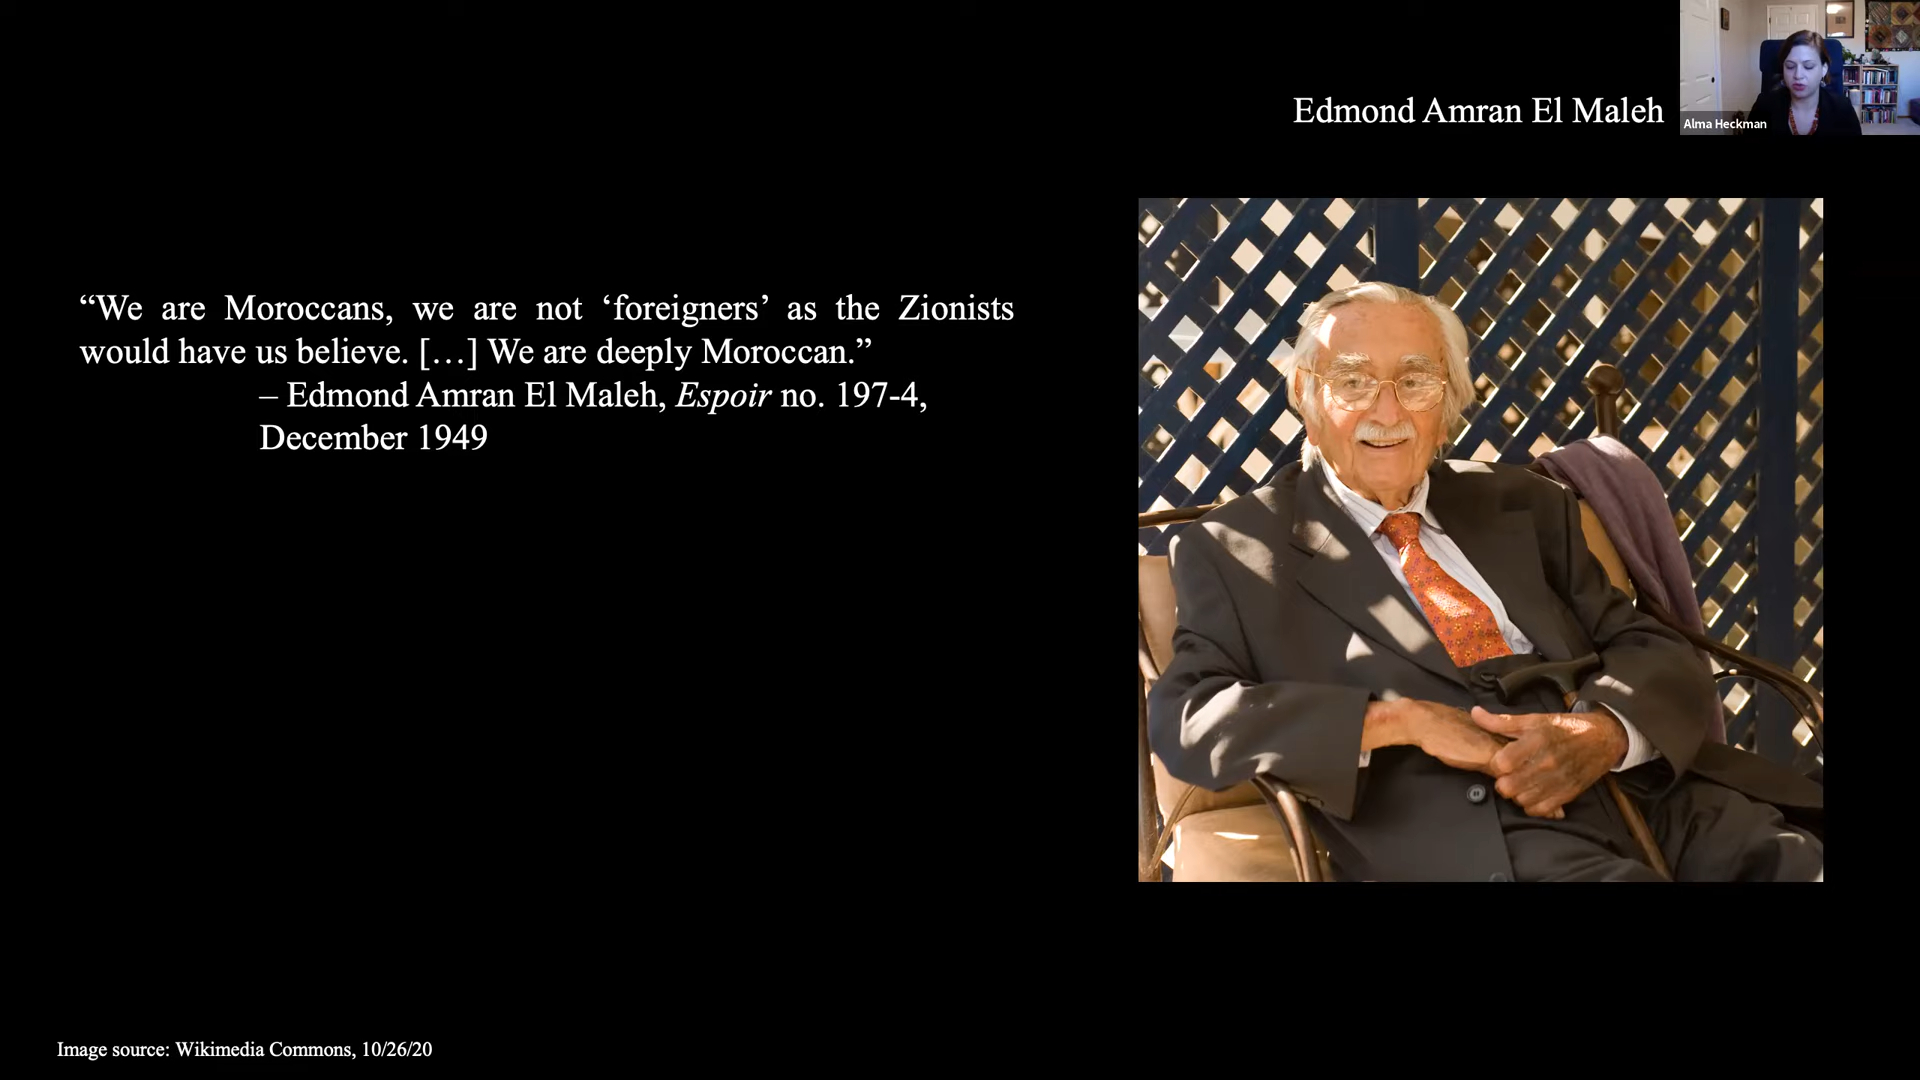 Edmond Amran El Maleh
Alma Heckman
“We are Moroccans, we are not ‘foreigners’ as the Zionists
would have us believe. […] We are deeply Moroccan.”
– Edmond Amran El Maleh, Espoir no. 197-4,
December 1949
Image source: Wikimedia Commons, 10/26/20